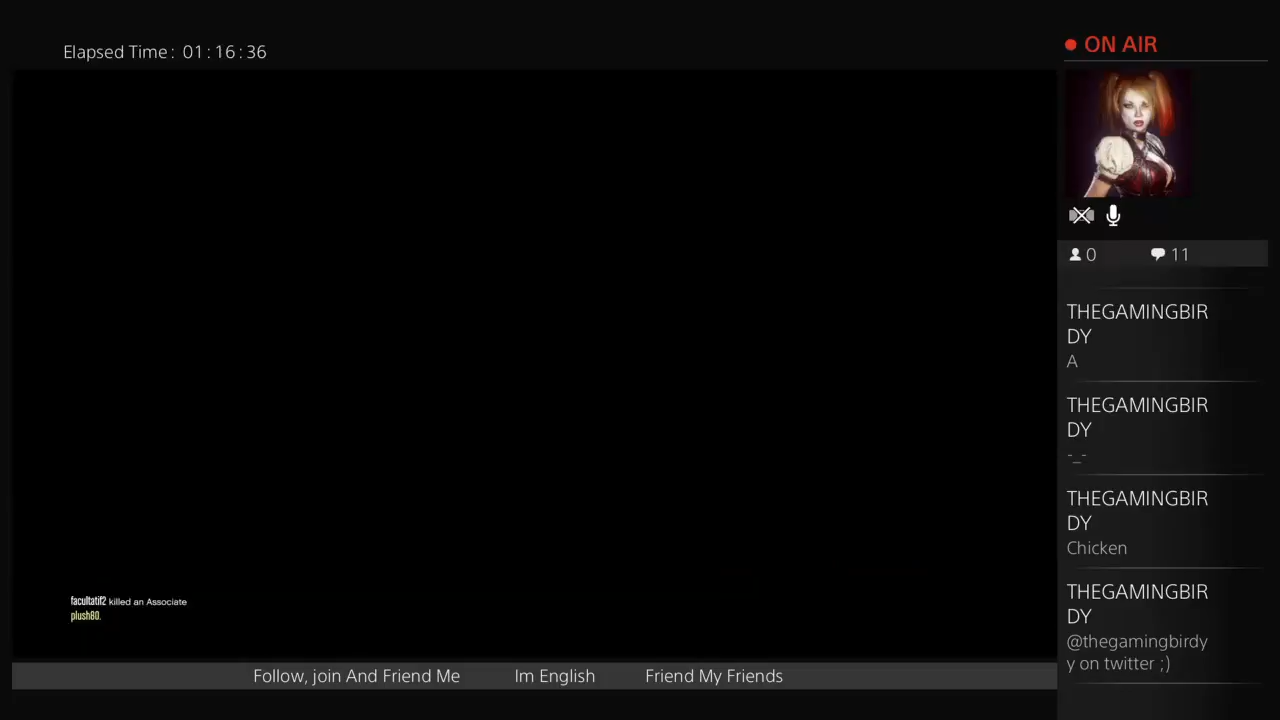 Elapsed Time: 01:16:36
ON AIR
0 11
THEGAMINGBIR
DY
A
THEGAMINGBIR
DY
-_-
THEGAMINGBIR
DY
Chicken
THEGAMINGBIR
DY
@thegamingbirdy
y on twitter ;)
facultatif2 killed an Associate
plush80.
Follow, join And Friend Me Im English Friend My Friends